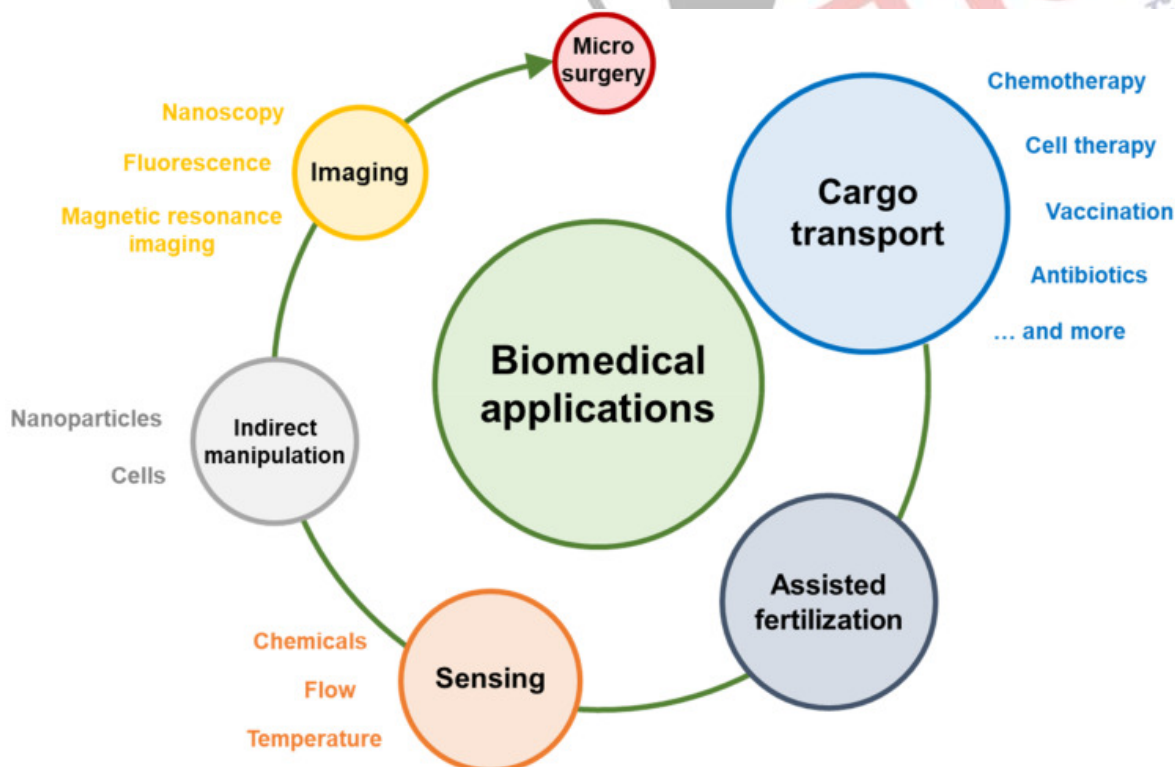 Micro
surgery
Chemotherapy
Cell therapy
Vaccination
Antibiotics
... and more
Cargo
transport
Nanoscopy
Fluorescence
Magnetic resonance
imaging
Imaging
Biomedical
applications
Nanoparticles
Cells
Indirect
manipulation
Assisted
fertilization
Chemicals
Flow
Temperature
Sensing